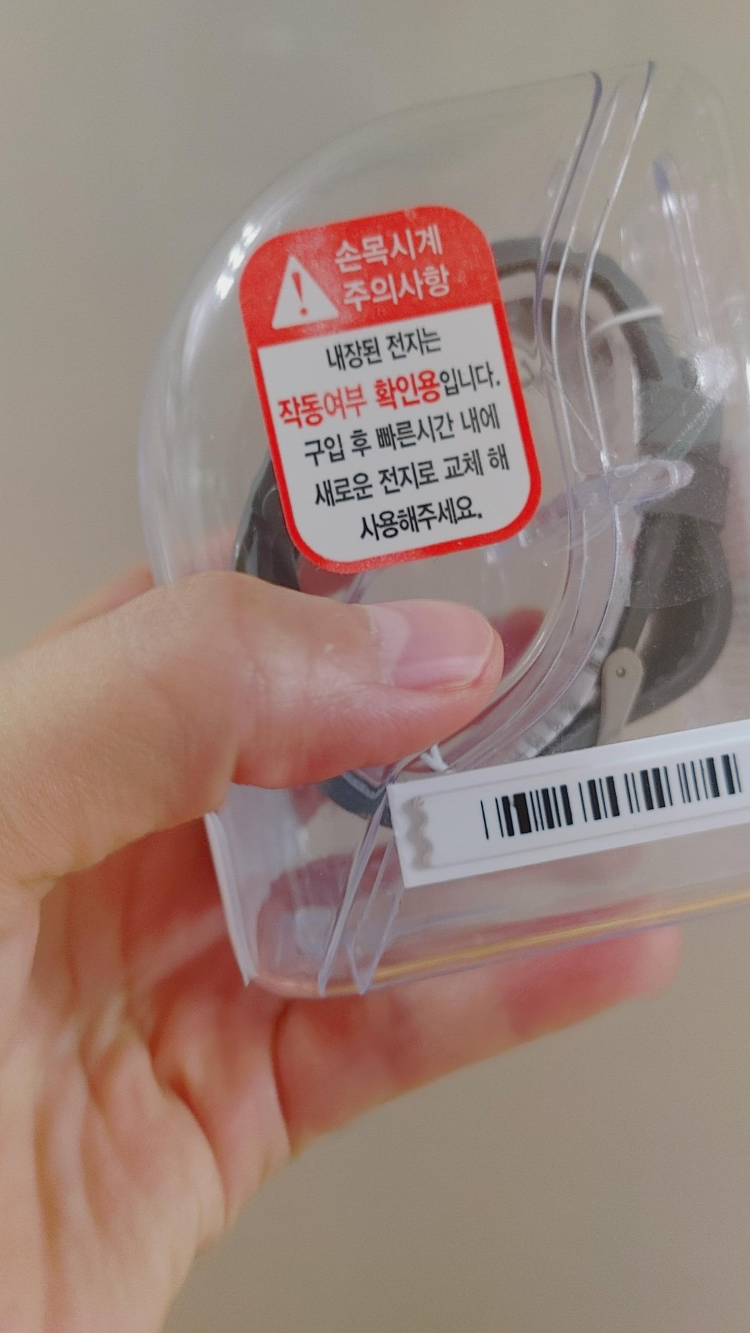 손목시계
주의사항
내장된 전지는
작동여부 확인용입니다.
구입 후 빠른시간 내에
새로운 전지로 교체 해
사용해주세요.